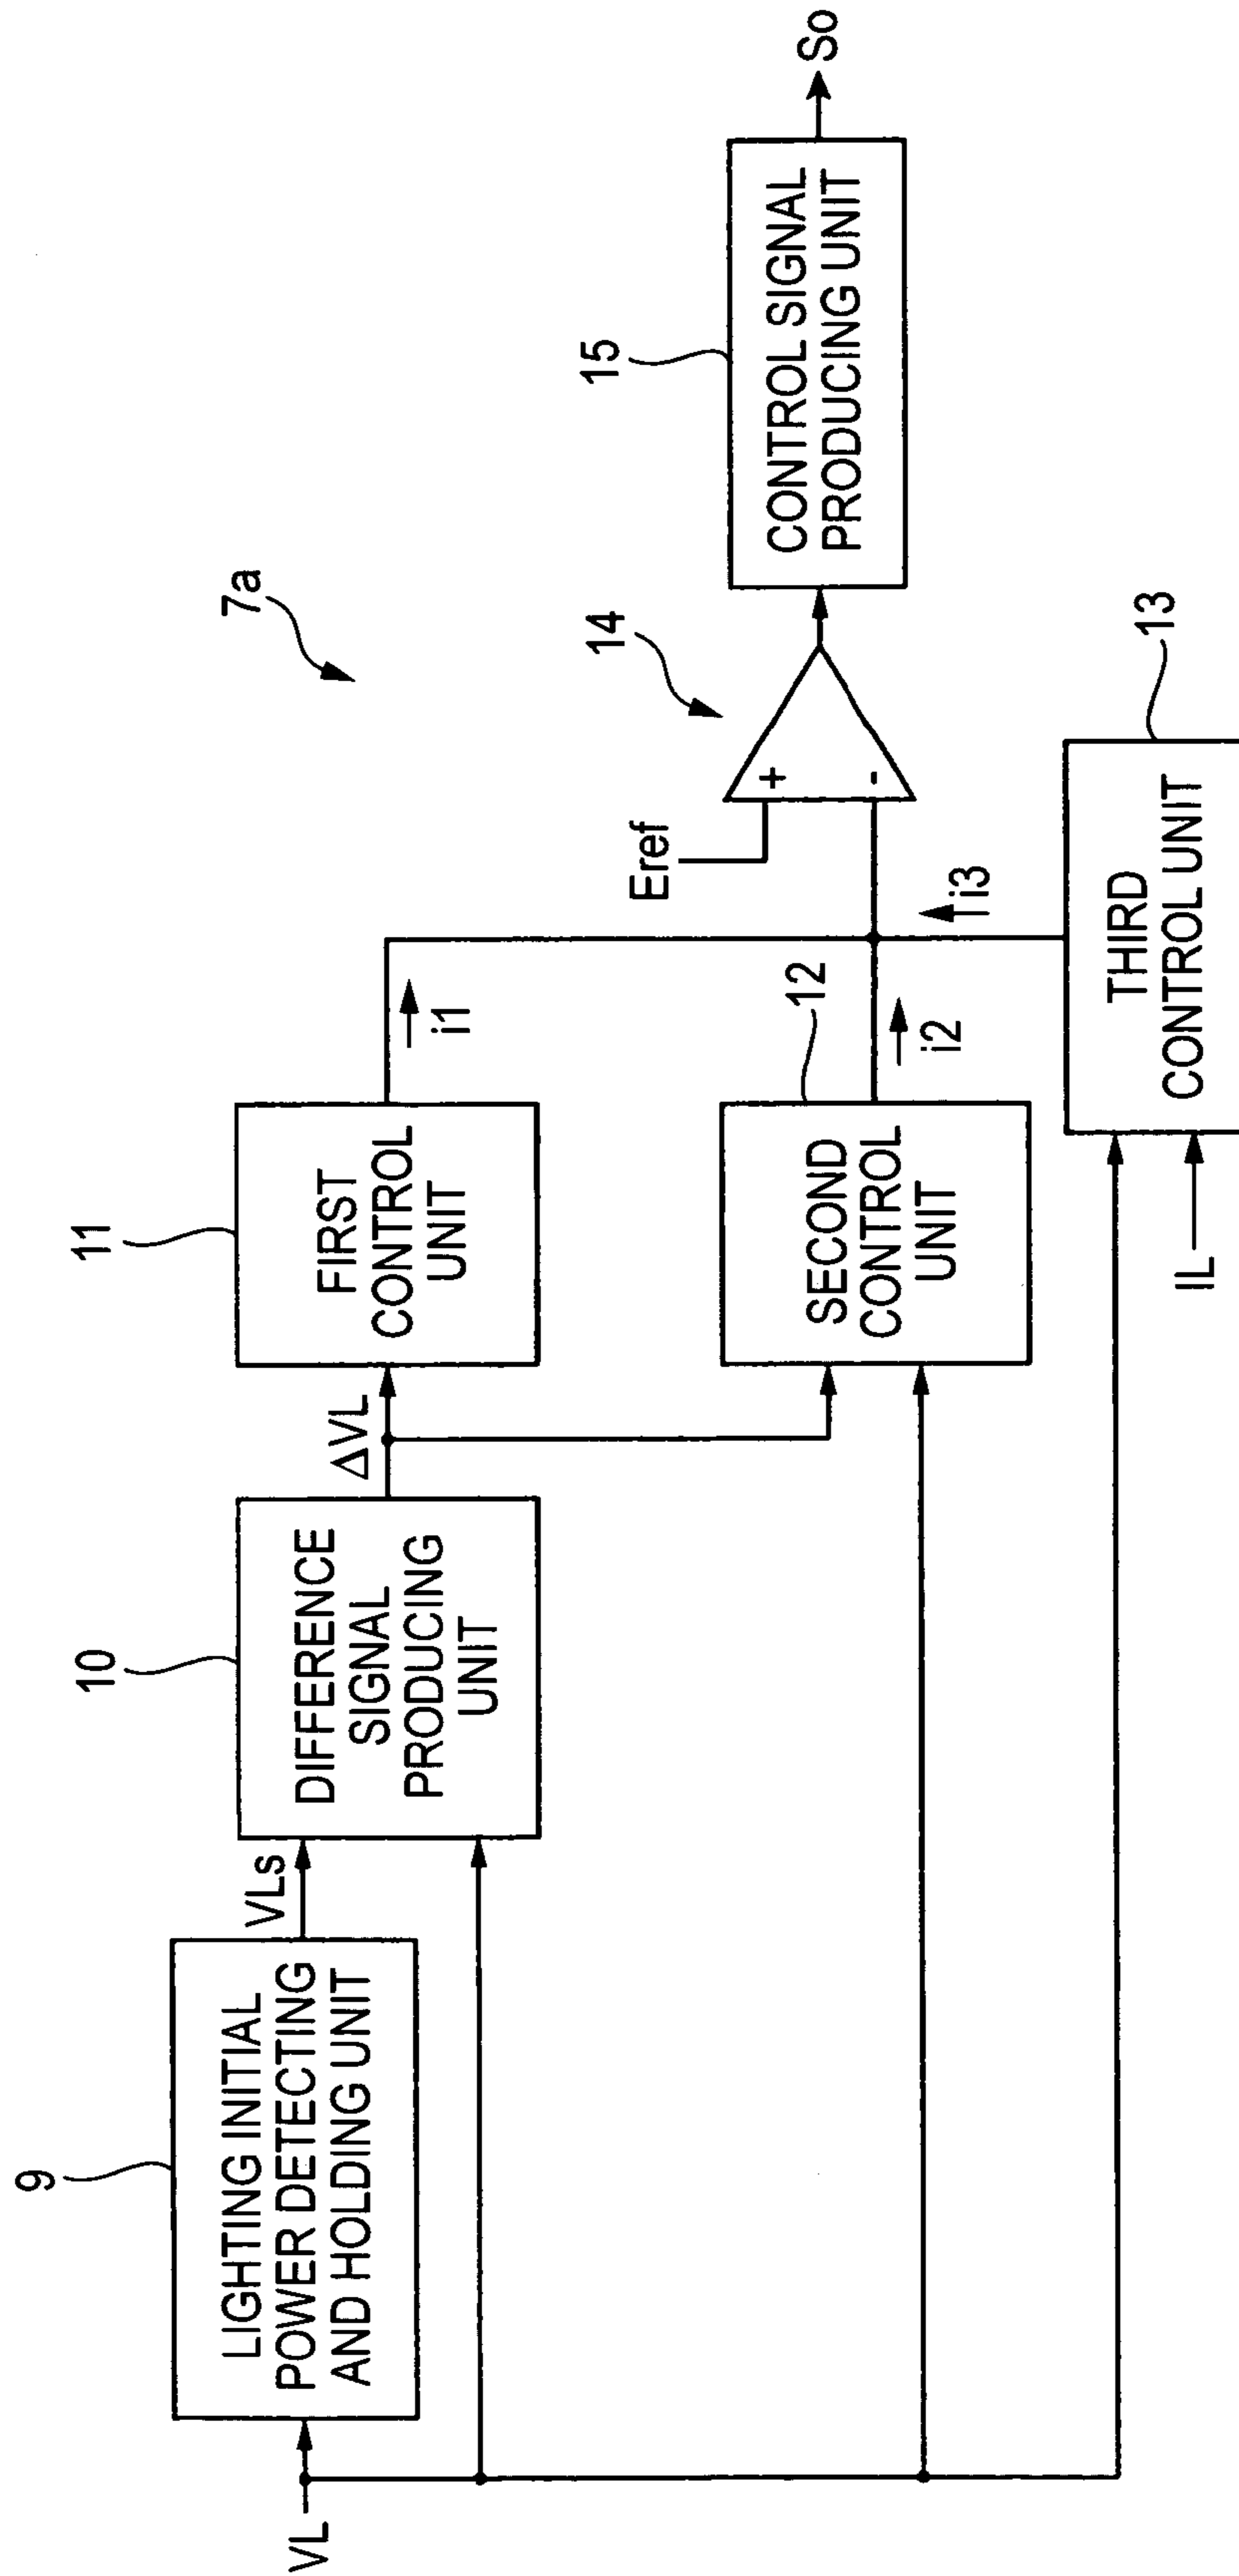 7a
9
LIGHTING INITIAL
POWER DETECTING
AND HOLDING UNIT
VL
VLs
10
DIFFERENCE
SIGNAL
PRODUCING
UNIT
ΔVL
11
FIRST
CONTROL
UNIT
i1
12
SECOND
CONTROL
UNIT
i2
13
THIRD
CONTROL UNIT
IL
i3
Eref
14
+
-
15
CONTROL SIGNAL
PRODUCING UNIT
So